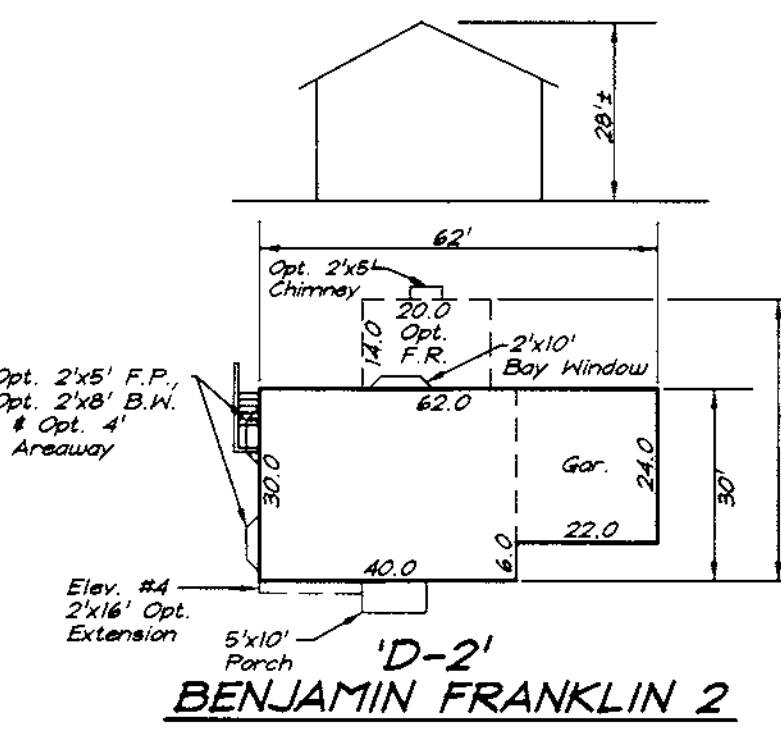 28'±
62'
Opt. 2'x5'
Chimney
20.0
Opt.
F.R.
14.0
2'x10'
Bay Window
62.0
Opt. 2'x5' F.P.,
Opt. 2'x8' B.W.
& Opt. 4'
Areaway
30.0
Gar.
24.0
30'
22.0
6.0
40.0
Elev. #4
2'x16' Opt.
Extension
5'x10'
Porch
'D-2'
BENJAMIN FRANKLIN 2